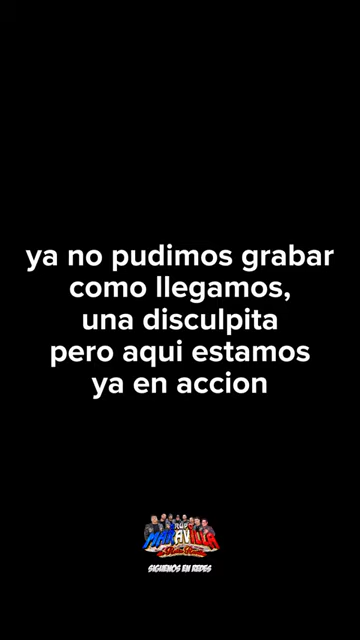 ya no pudimos grabar
como llegamos,
una disculpita
pero aqui estamos
ya en accion
MARAVILLA
SIGUENOS EN REDES